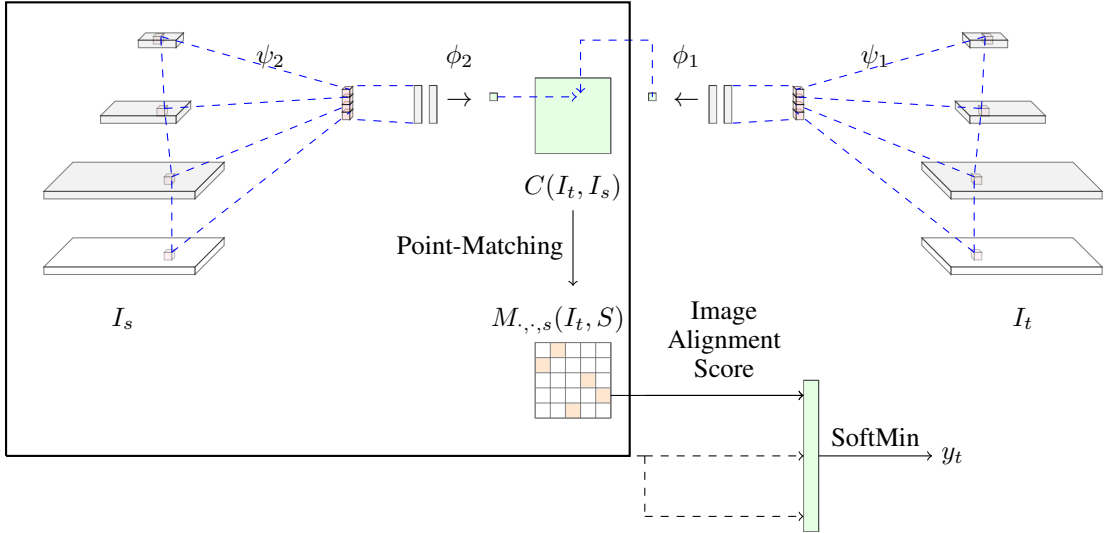 ψ₂
ϕ₂
ϕ₁
ψ₁
C(Iₜ, Iₛ)
Point-Matching
Iₛ
M.,.,ₛ(Iₜ, S)
Iₜ
Image
Alignment
Score
SoftMin
yₜ